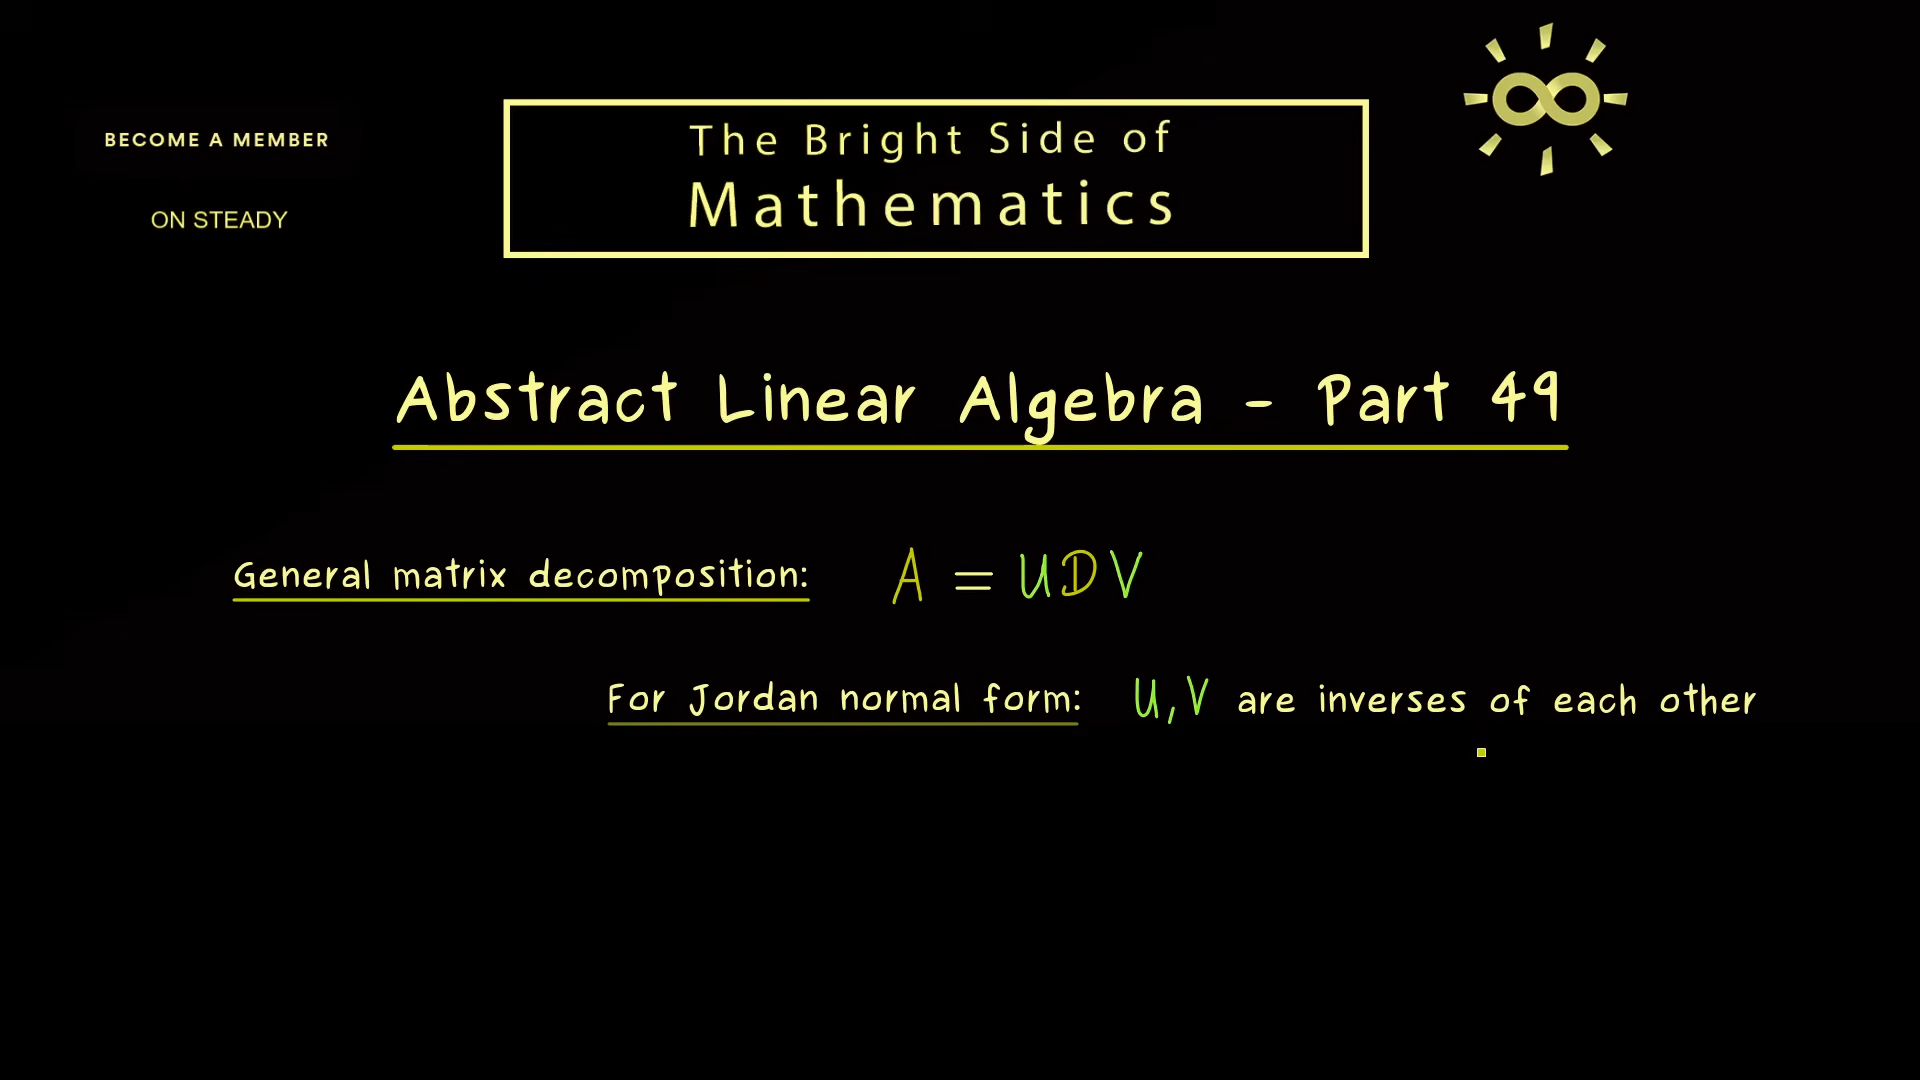 BECOME A MEMBER
ON STEADY
The Bright Side of
Mathematics
Abstract Linear Algebra - Part 49
General matrix decomposition: A = UDV
For Jordan normal form: U, V are inverses of each other